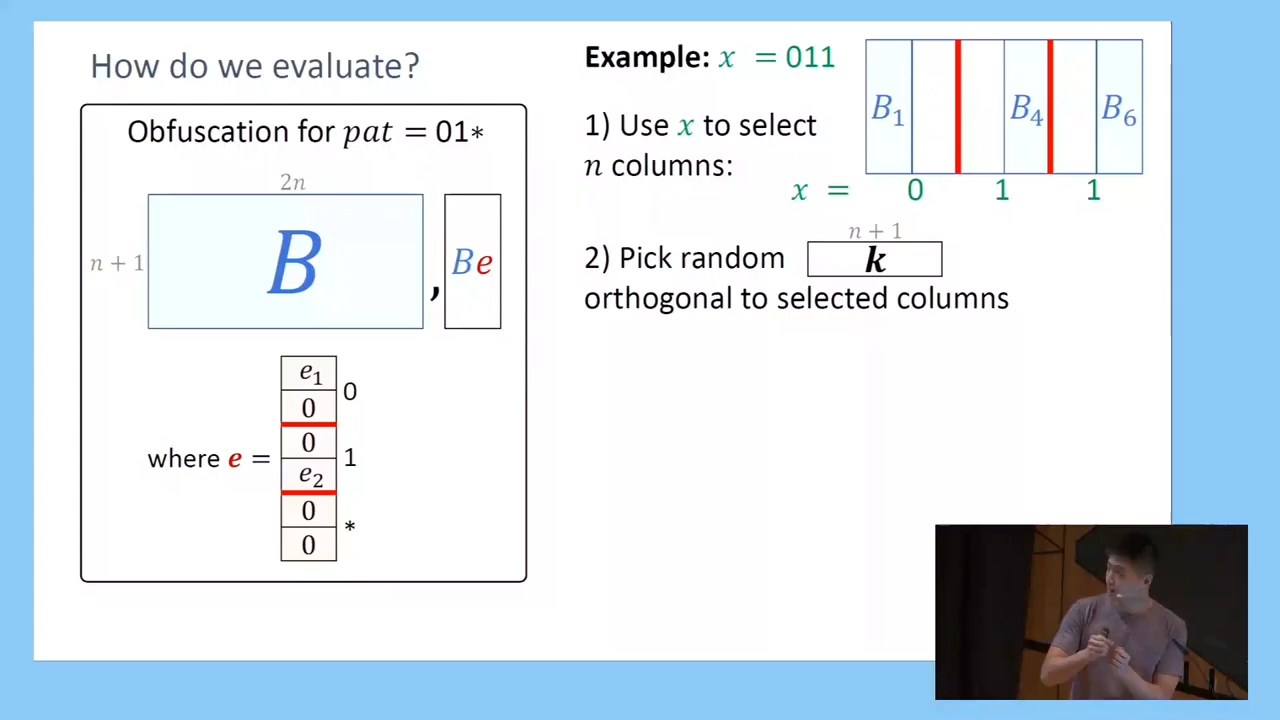 How do we evaluate?
Obfuscation for pat = 01*
2n
n + 1
B
,
Be
where e =
e₁
0
0
0
e₂
1
0
0
*
Example: x = 011
1) Use x to select
n columns:
B₁
B₄
B₆
x = 0 1 1
2) Pick random
n + 1
k
orthogonal to selected columns